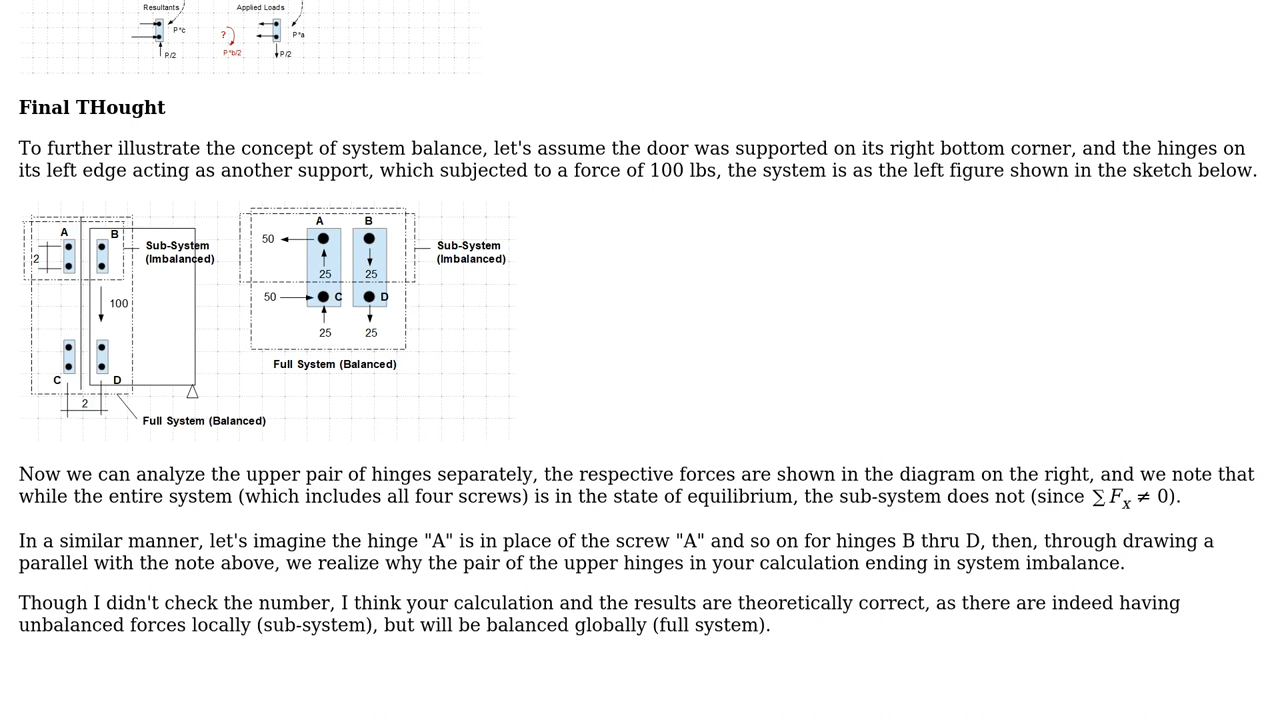 Resultants
Applied Loads
P*c
P/2
?
P*b/2
P*a
P/2
Final THought
To further illustrate the concept of system balance, let's assume the door was supported on its right bottom corner, and the hinges on
its left edge acting as another support, which subjected to a force of 100 lbs, the system is as the left figure shown in the sketch below.
A
B
Sub-System
(Imbalanced)
2
100
C
D
2
Full System (Balanced)
A
B
50
25
25
Sub-System
(Imbalanced)
50
C
D
25
25
Full System (Balanced)
Now we can analyze the upper pair of hinges separately, the respective forces are shown in the diagram on the right, and we note that
while the entire system (which includes all four screws) is in the state of equilibrium, the sub-system does not (since ∑ Fx ≠ 0).
In a similar manner, let's imagine the hinge "A" is in place of the screw "A" and so on for hinges B thru D, then, through drawing a
parallel with the note above, we realize why the pair of the upper hinges in your calculation ending in system imbalance.
Though I didn't check the number, I think your calculation and the results are theoretically correct, as there are indeed having
unbalanced forces locally (sub-system), but will be balanced globally (full system).